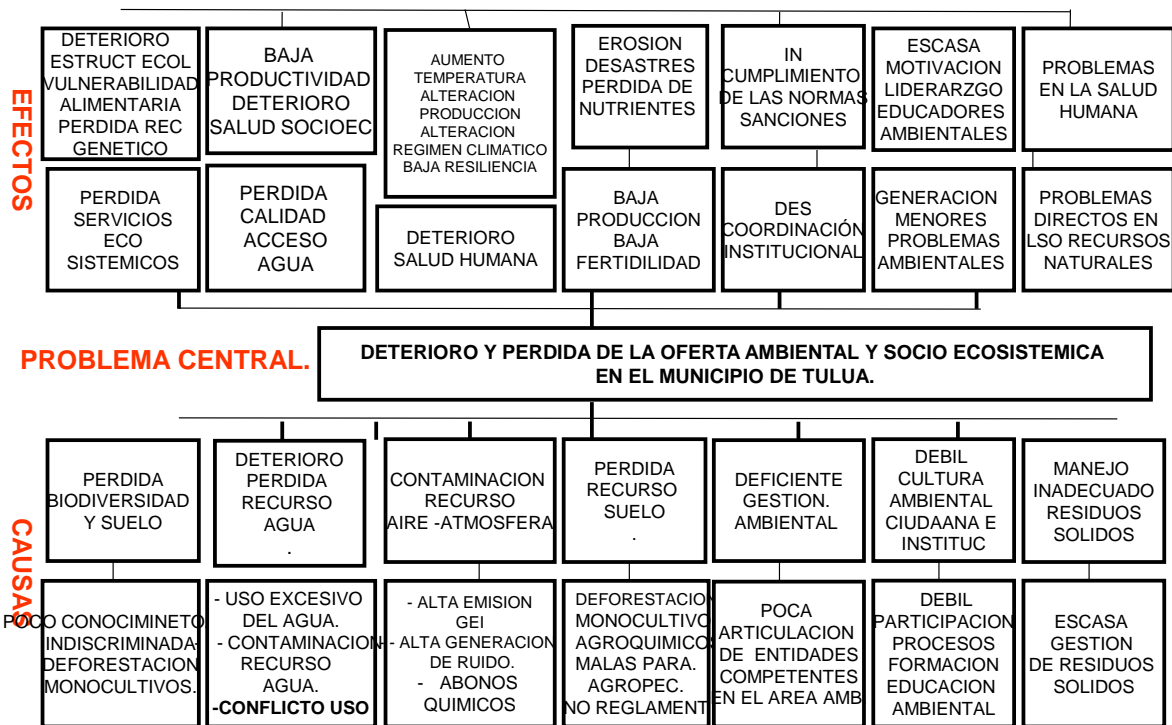 EFECTOS
DETERIORO
ESTRUCT ECOL
VULNERABILIDAD
ALIMENTARIA
PERDIDA REC
GENETICO
BAJA
PRODUCTIVIDAD
DETERIORO
SALUD SOCIOEC
AUMENTO
TEMPERATURA
ALTERACION
PRODUCCION
ALTERACION
REGIMEN CLIMATICO
BAJA RESILIENCIA
EROSION
DESASTRES
PERDIDA DE
NUTRIENTES
IN
CUMPLIMIENTO
DE LAS NORMAS
SANCIONES
ESCASA
MOTIVACION
LIDERARZGO
EDUCADORES
AMBIENTALES
PROBLEMAS
EN LA SALUD
HUMANA
PERDIDA
SERVICIOS
ECO
SISTEMICOS
PERDIDA
CALIDAD
ACCESO
AGUA
DETERIORO
SALUD HUMANA
BAJA
PRODUCCION
BAJA
FERTIDILIDAD
DES
COORDINACIÓN
INSTITUCIONAL
GENERACION
MENORES
PROBLEMAS
AMBIENTALES
PROBLEMAS
DIRECTOS EN
LSO RECURSOS
NATURALES
PROBLEMA CENTRAL.
DETERIORO Y PERDIDA DE LA OFERTA AMBIENTAL Y SOCIO ECOSISTEMICA
EN EL MUNICIPIO DE TULUA.
CAUSAS
PERDIDA
BIODIVERSIDAD
Y SUELO
DETERIORO
PERDIDA
RECURSO
AGUA
.
CONTAMINACION
RECURSO
AIRE -ATMOSFERA
PERDIDA
RECURSO
SUELO
.
DEFICIENTE
GESTION.
AMBIENTAL
DEBIL
CULTURA
AMBIENTAL
CIUDAANA E
INSTITUC
MANEJO
INADECUADO
RESIDUOS
SOLIDOS
POCO CONOCIMINETO
INDISCRIMINADA
DEFORESTACION
MONOCULTIVOS.
- USO EXCESIVO
DEL AGUA.
- CONTAMINACION
RECURSO
AGUA.
-CONFLICTO USO
- ALTA EMISION
GEI
- ALTA GENERACION
DE RUIDO.
- ABONOS
QUIMICOS
DEFORESTACION
MONOCULTIVO
AGROQUIMICO
MALAS PARA.
AGROPEC.
NO REGLAMENT
POCA
ARTICULACION
DE ENTIDADES
COMPETENTES
EN EL AREA AMB
DEBIL
PARTICIPACION
PROCESOS
FORMACION
EDUCACION
AMBIENTAL
ESCASA
GESTION
DE RESIDUOS
SOLIDOS